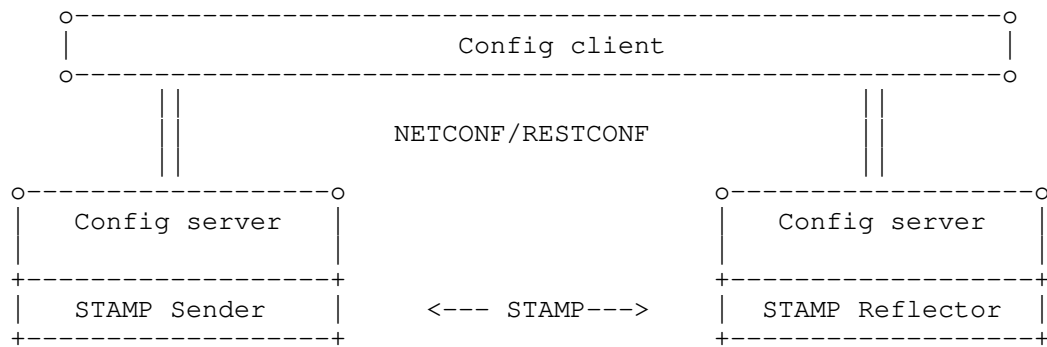 Config client
NETCONF/RESTCONF
Config server Config server
STAMP Sender <--- STAMP---> STAMP Reflector